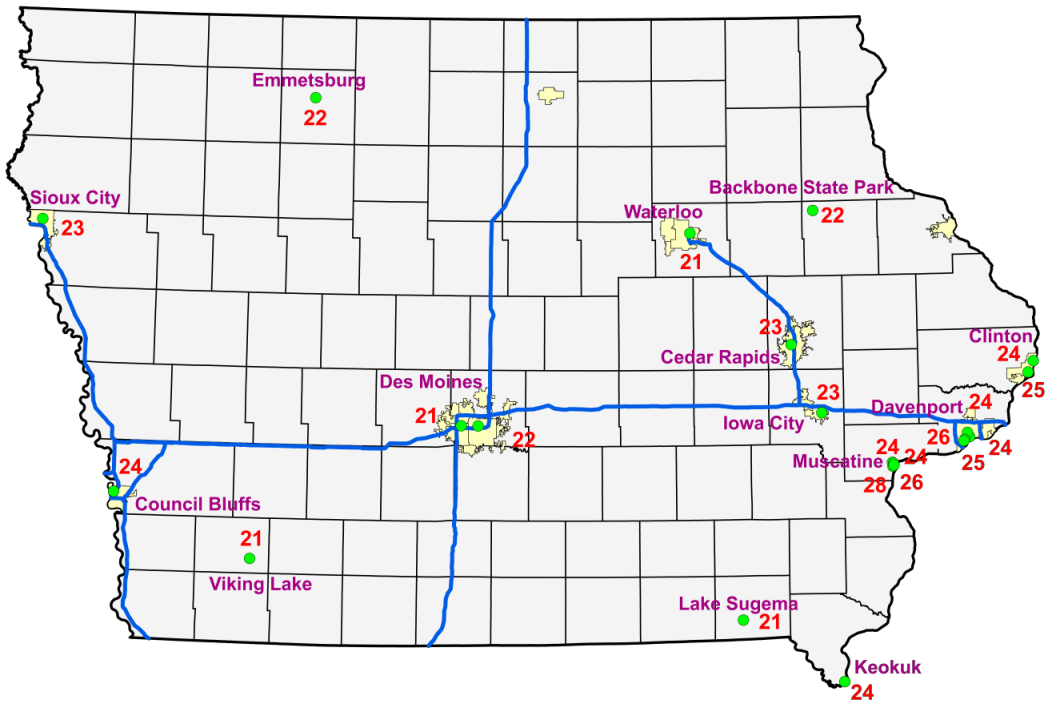 Emmetsburg
22
Sioux City
23
Backbone State Park
22
Waterloo
21
Clinton
24
25
23
Cedar Rapids
Des Moines
21
22
23
Iowa City
Davenport
24
26
24
25
Muscatine
24
24
28
26
24
Council Bluffs
21
Viking Lake
Lake Sugema
21
Keokuk
24